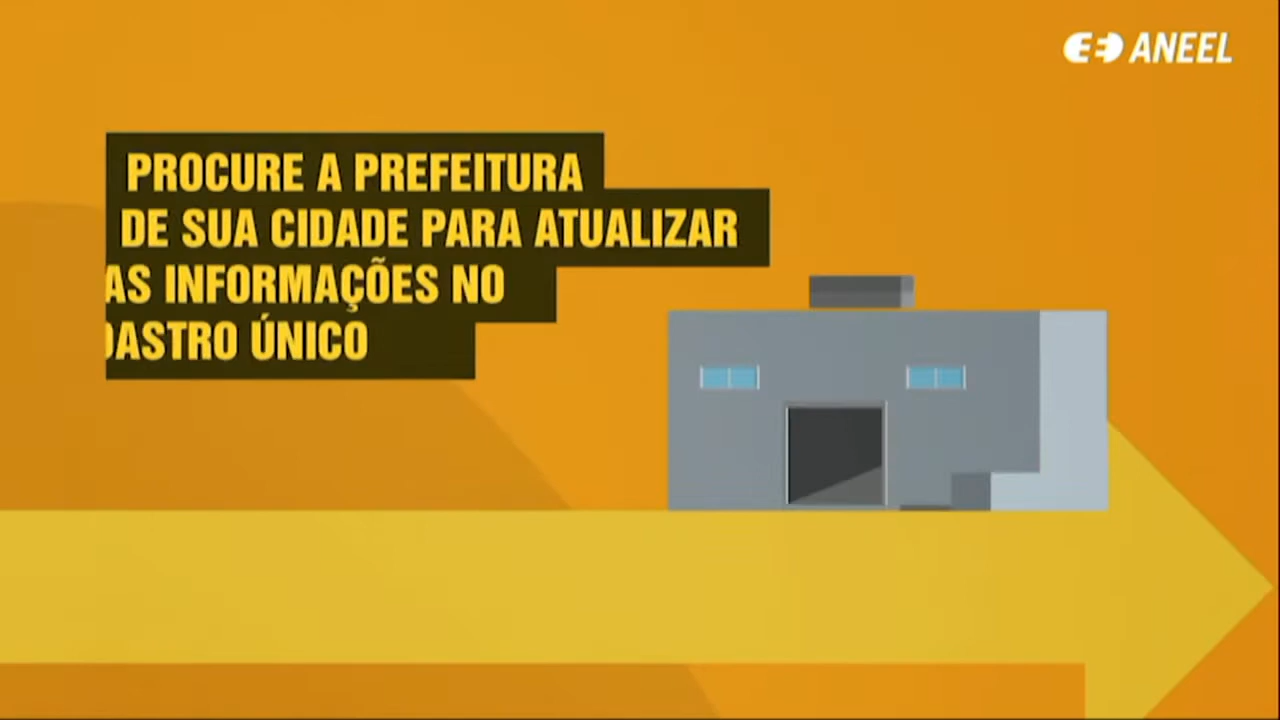 ANEEL
PROCURE A PREFEITURA
DE SUA CIDADE PARA ATUALIZAR
AS INFORMAÇÕES NO
DASTRO ÚNICO